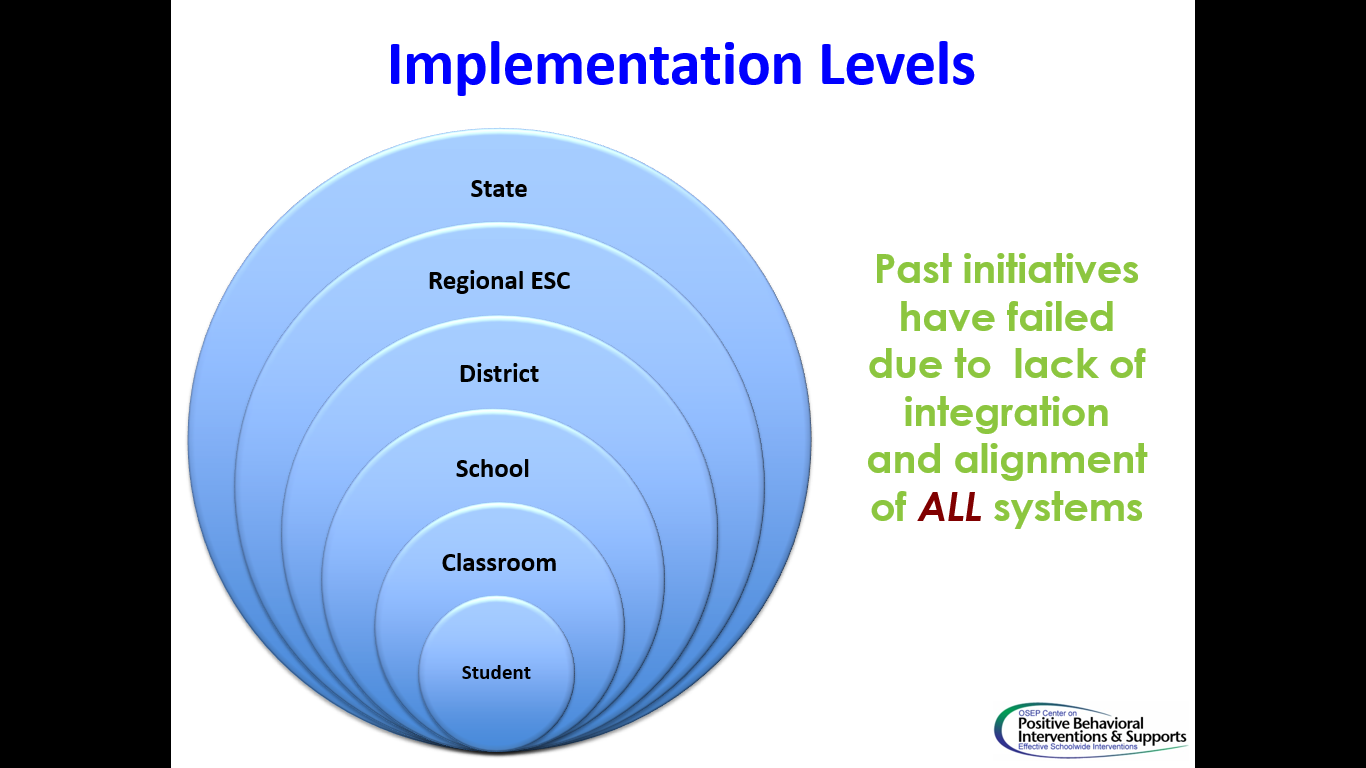 Implementation Levels
State
Regional ESC
District
School
Classroom
Student
Past initiatives
have failed
due to  lack of
integration
and alignment
of ALL systems
OSEP Center on
Positive Behavioral
Interventions & Supports
Effective Schoolwide Interventions